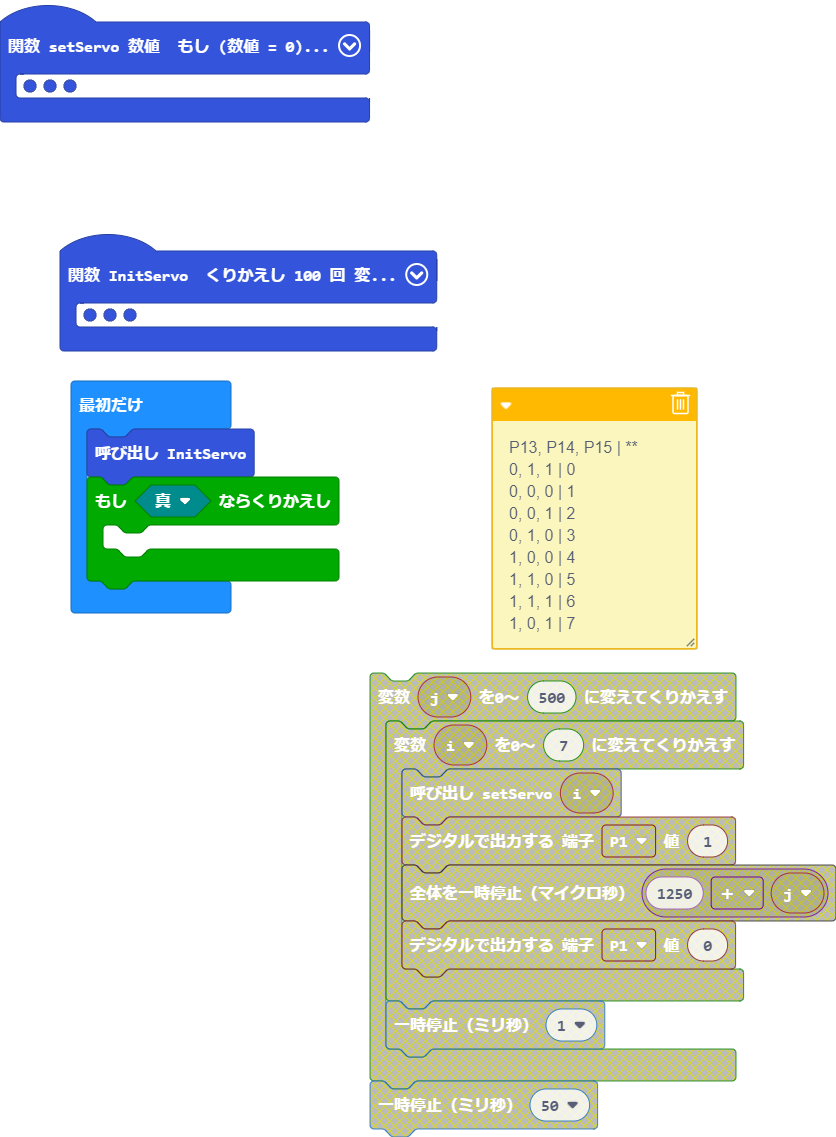 関数 setServo 数値 もし (数値 = 0)...
関数 InitServo くりかえし 100 回 変...
最初だけ
呼び出し InitServo
もし 真 ならくりかえし
P13, P14, P15 | **
0, 1, 1 | 0
0, 0, 0 | 1
0, 0, 1 | 2
0, 1, 0 | 3
1, 0, 0 | 4
1, 1, 0 | 5
1, 1, 1 | 6
1, 0, 1 | 7
変数 j を0～ 500 に変えてくりかえす
変数 i を0～ 7 に変えてくりかえす
呼び出し setServo i
デジタルで出力する 端子 P1 値 1
全体を一時停止（マイクロ秒） 1250 + j
デジタルで出力する 端子 P1 値 0
一時停止（ミリ秒） 1
一時停止（ミリ秒） 50